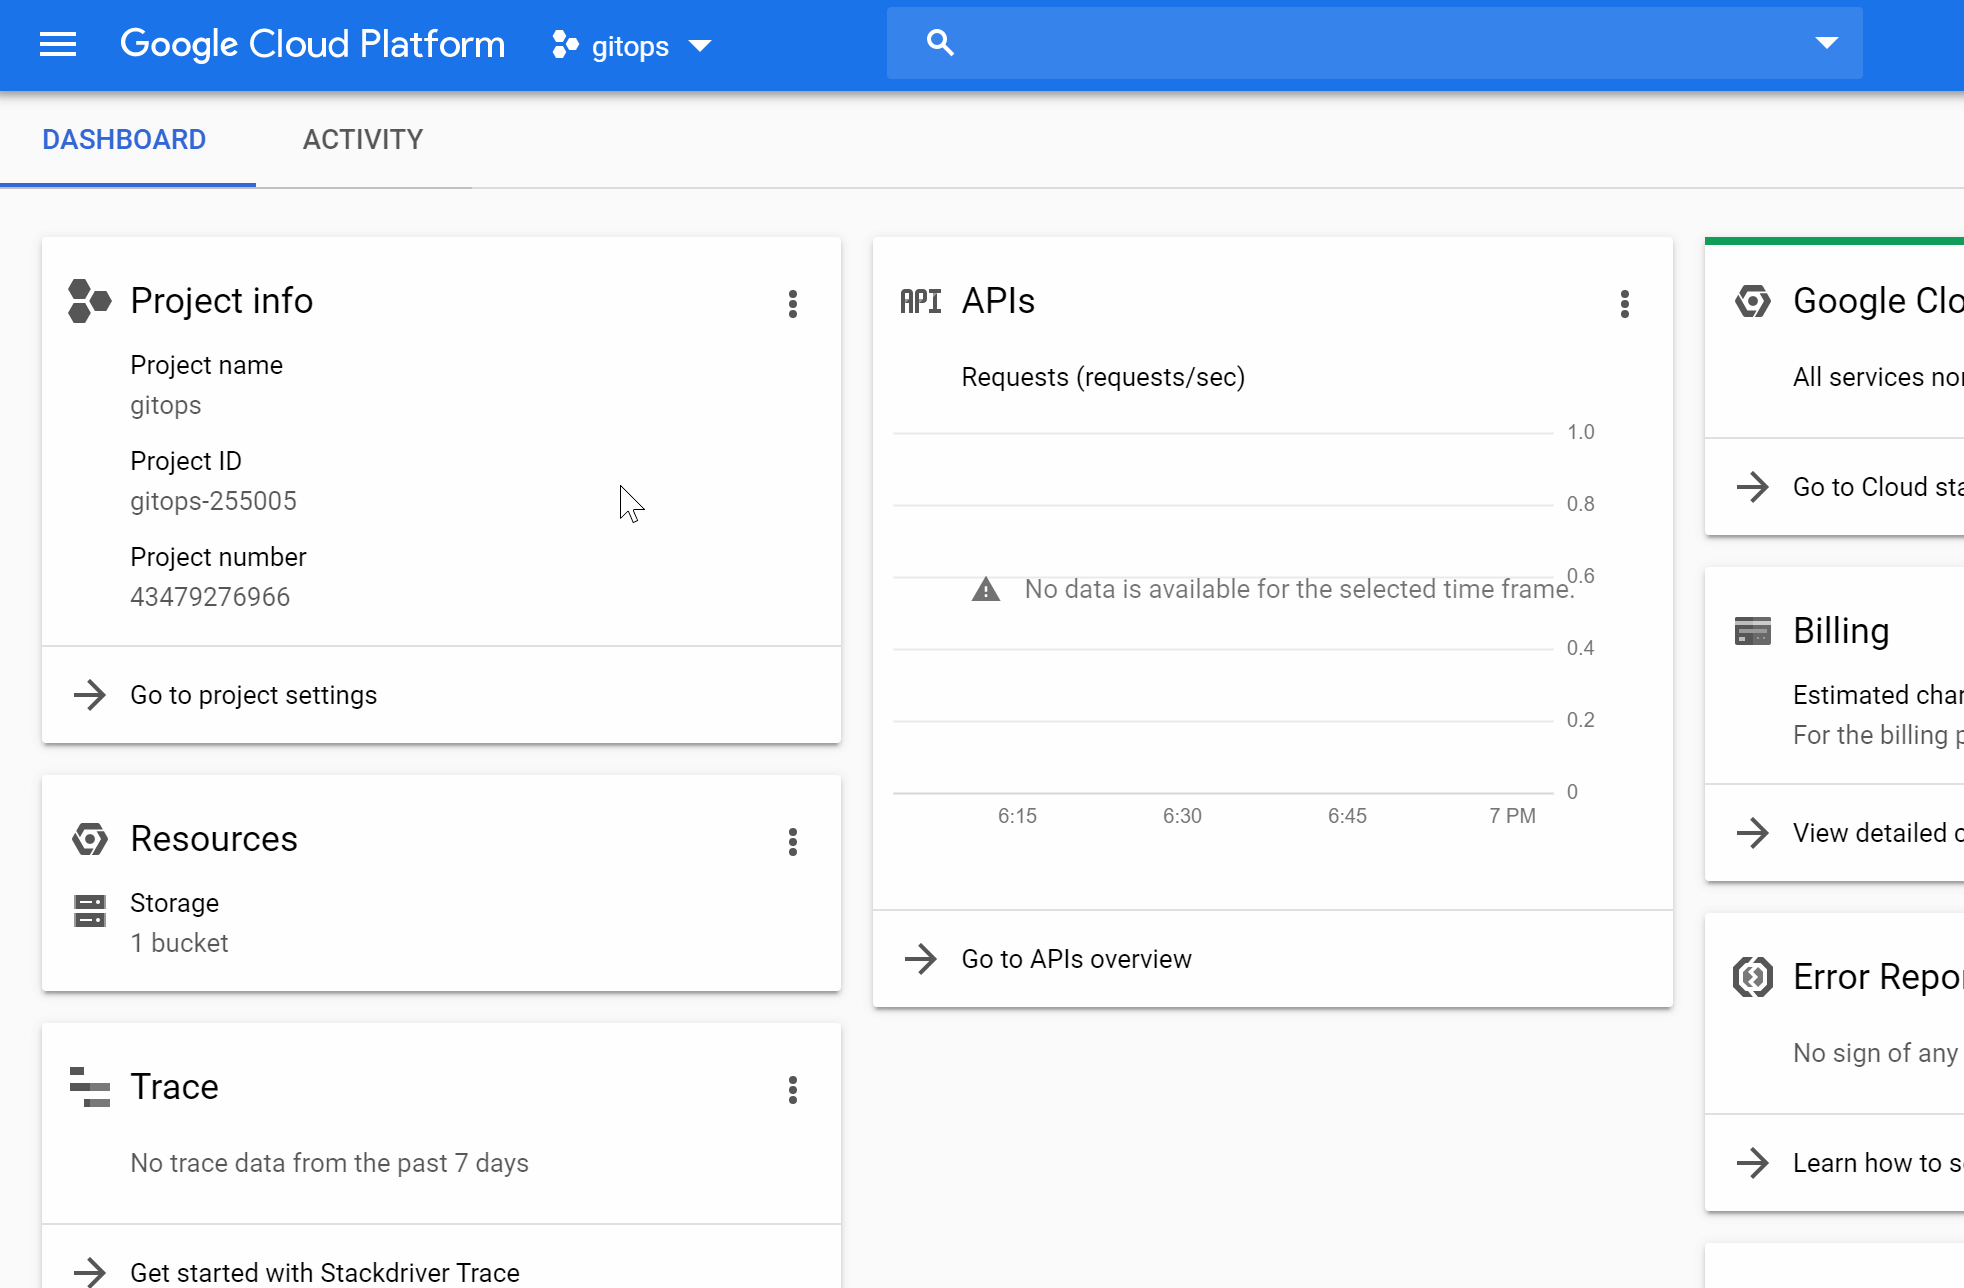 Google Cloud Platform
gitops
DASHBOARD
ACTIVITY
Project info
Project name
gitops
Project ID
gitops-255005
Project number
43479276966
Go to project settings
Resources
Storage
1 bucket
Trace
No trace data from the past 7 days
Get started with Stackdriver Trace
API
APIs
Requests (requests/sec)
1.0
0.8
0.6
No data is available for the selected time frame.
0.4
0.2
0
6:15
6:30
6:45
7 PM
Go to APIs overview
Google Clo
All services nor
Go to Cloud sta
Billing
Estimated char
For the billing p
View detailed c
Error Repor
No sign of any
Learn how to s